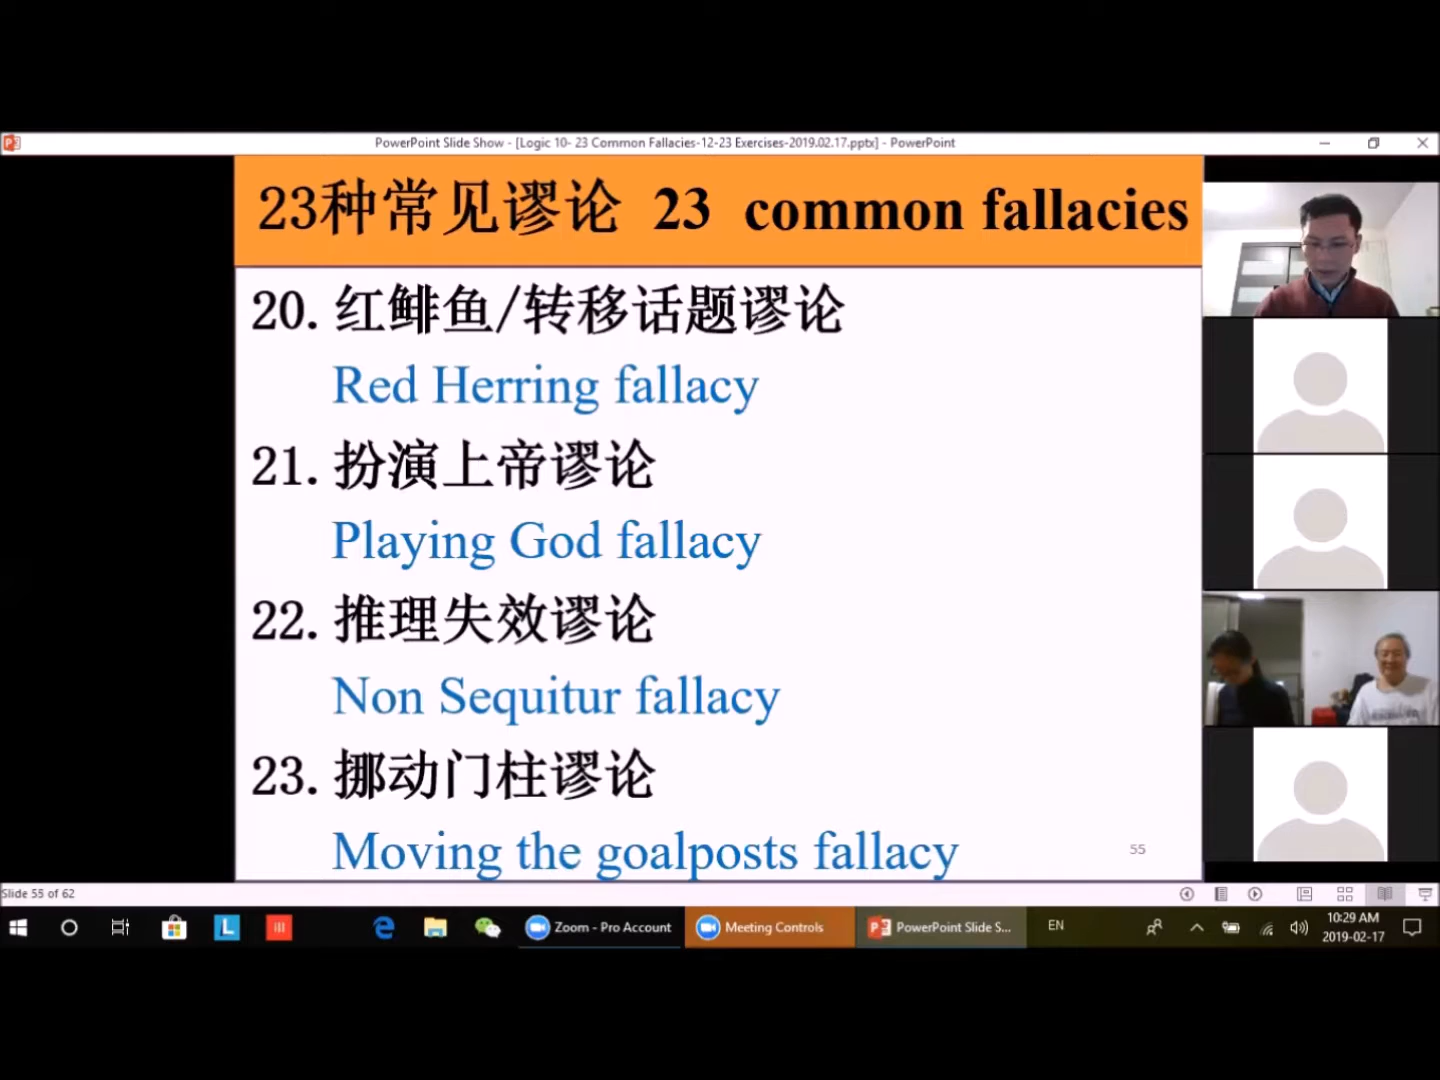 PowerPoint Slide Show - [Logic 10- 23 Common Fallacies-12-23 Exercises-2019.02.17.pptx] - PowerPoint
23种常见谬论 23 common fallacies
20. 红鲱鱼/转移话题谬论
Red Herring fallacy
21. 扮演上帝谬论
Playing God fallacy
22. 推理失效谬论
Non Sequitur fallacy
23. 挪动门柱谬论
Moving the goalposts fallacy
55
Slide 55 of 62
Zoom - Pro Account
Meeting Controls
PowerPoint Slide S...
EN
10:29 AM
2019-02-17